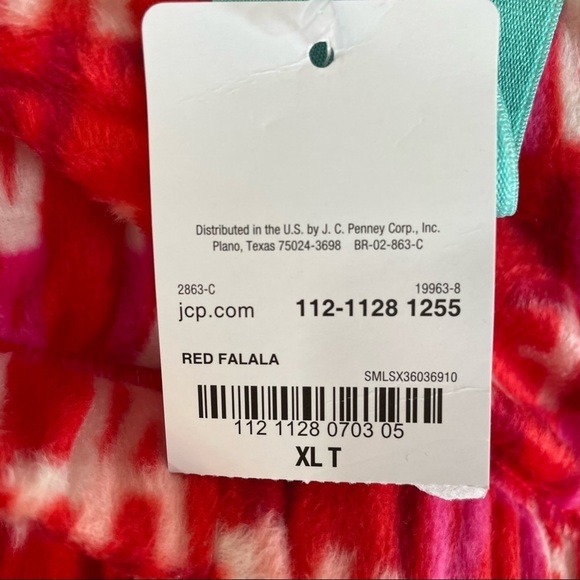 Distributed in the U.S. by J. C. Penney Corp., Inc.
Plano, Texas 75024-3698 BR-02-863-C
2863-C 19963-8
jcp.com 112-1128 1255
RED FALALA
SMLSX36036910
112 1128 0703 05
XL T